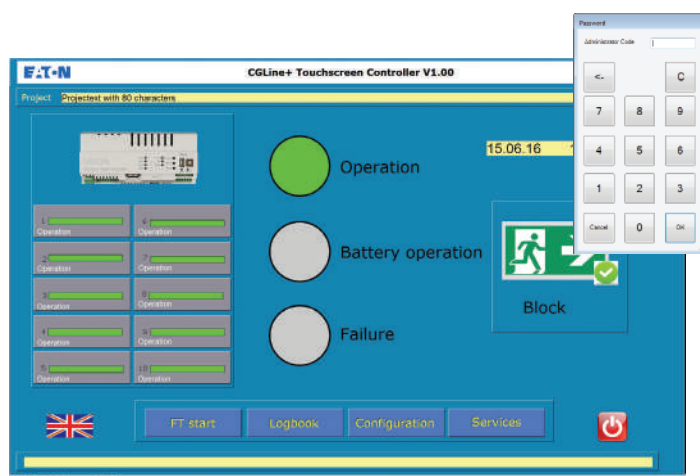 Password
Administrator Code
<-
C
7
8
9
4
5
6
1
2
3
Cancel
0
OK
EATON
CGLine+ Touchscreen Controller V1.00
Project
Projectext with 80 characters
15.06.16
Operation
Battery operation
Failure
Block
1
Operation
6
Operation
2
Operation
7
Operation
3
Operation
8
Operation
4
Operation
9
Operation
5
Operation
10
Operation
FT start
Logbook
Configuration
Services